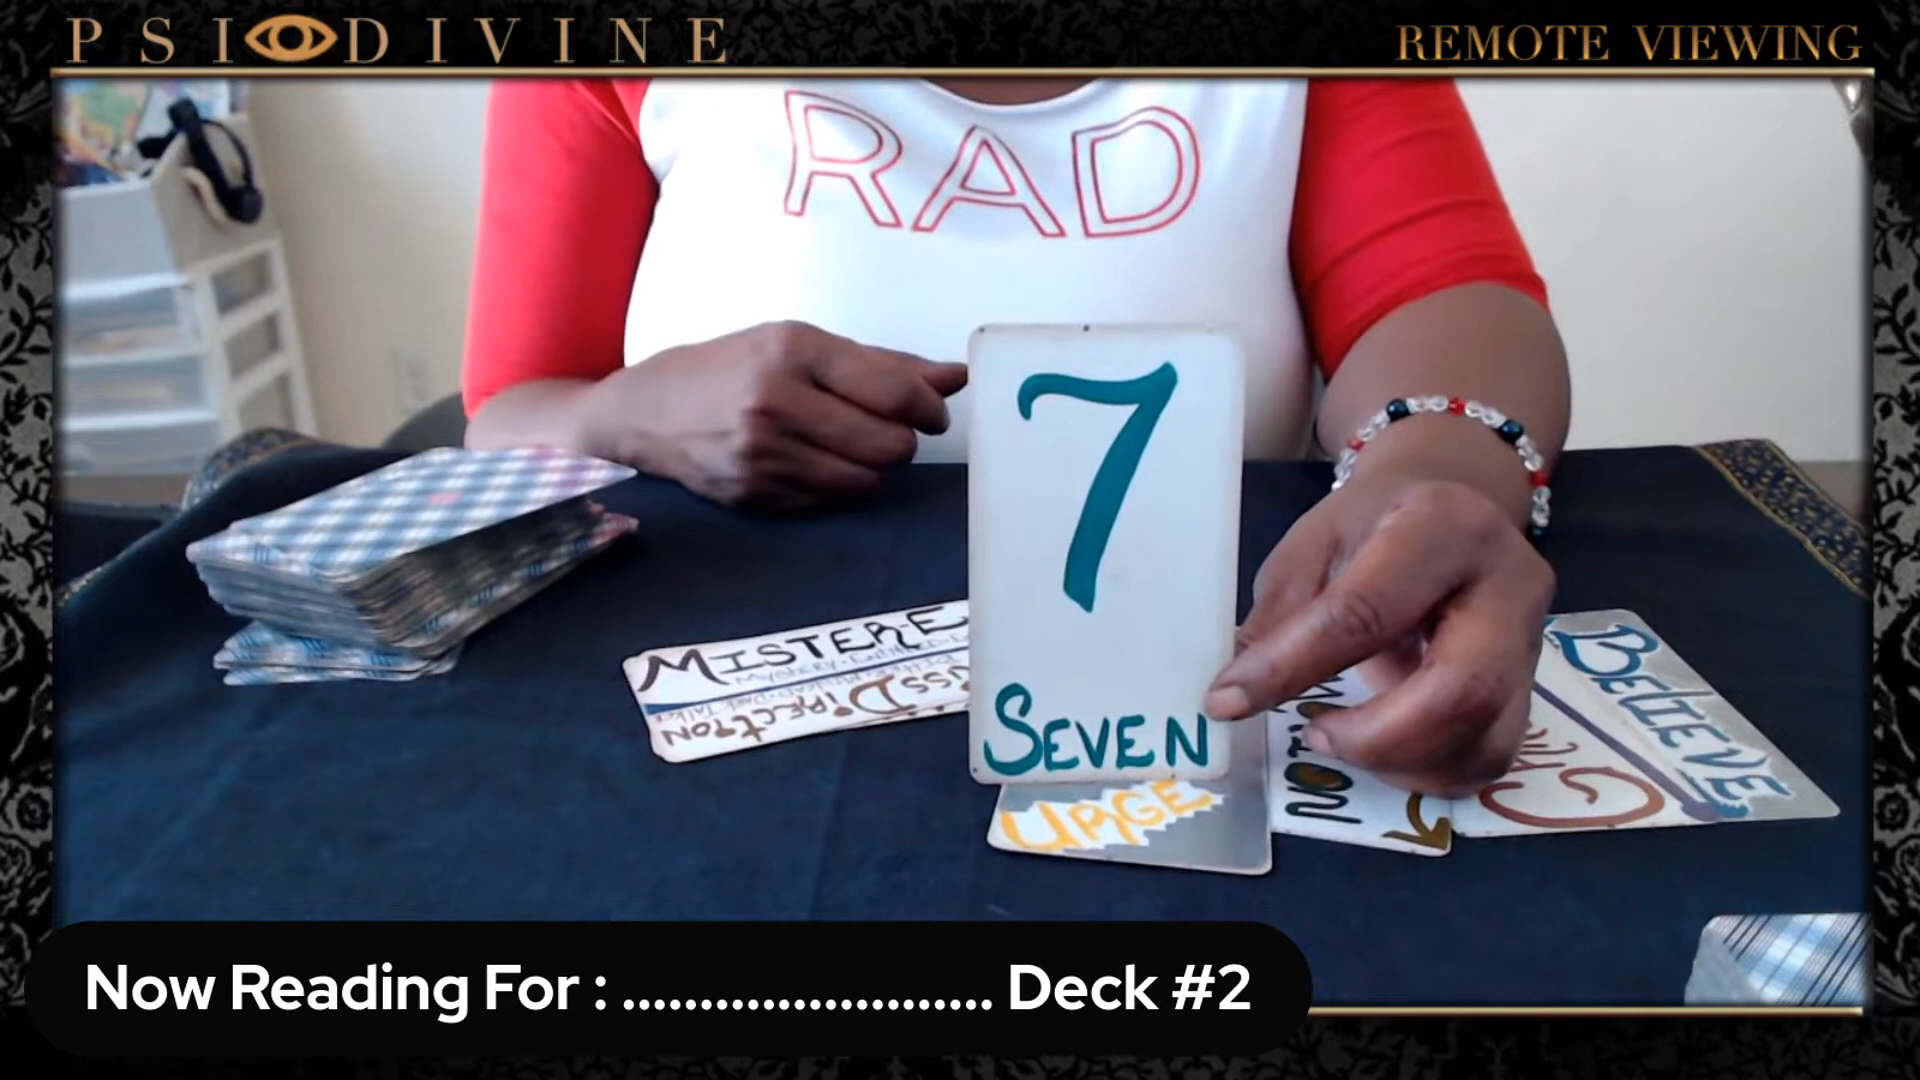 PSI DIVINE
REMOTE VIEWING
RAD
7
SEVEN
MISTER-E
DIRECTION
URGE
BELIEVE
Now Reading For : ....................... Deck #2